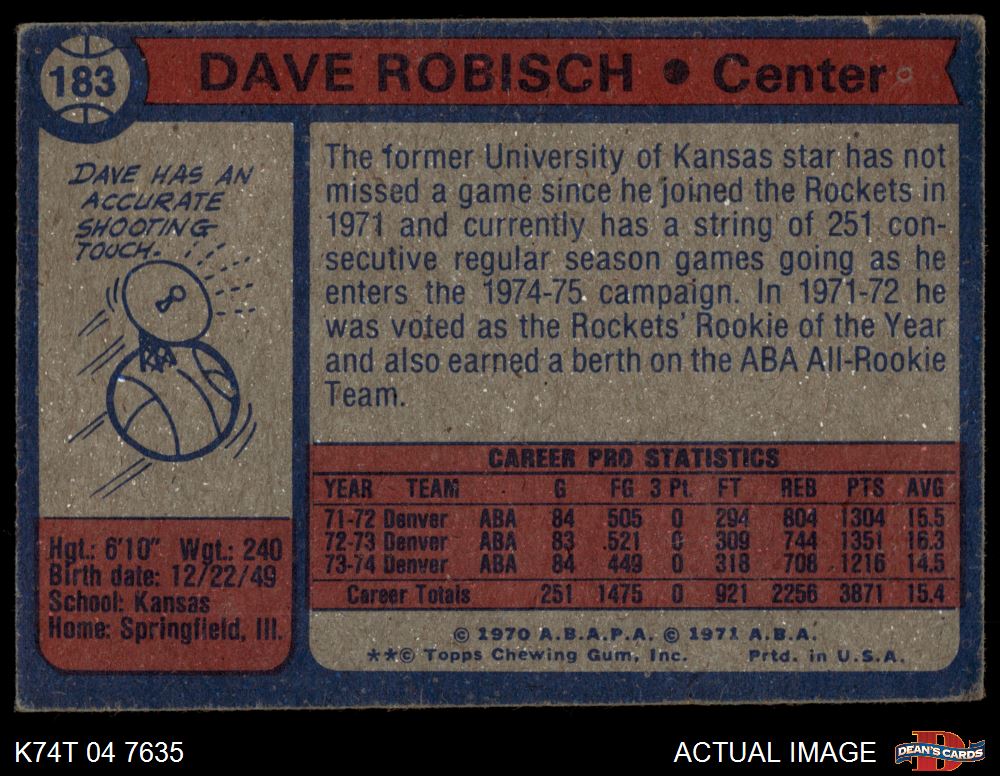 183
DAVE ROBISCH • Center
DAVE HAS AN
ACCURATE
SHOOTING
TOUCH.
The former University of Kansas star has not
missed a game since he joined the Rockets in
1971 and currently has a string of 251 con-
secutive regular season games going as he
enters the 1974-75 campaign. In 1971-72 he
was voted as the Rockets' Rookie of the Year
and also earned a berth on the ABA All-Rookie
Team.
Hgt.: 6'10" Wgt.: 240
Birth date: 12/22/49
School: Kansas
Home: Springfield, Ill.
CAREER PRO STATISTICS
YEAR TEAM G FG 3 Pt. FT REB PTS AVG
71-72 Denver ABA 84 505 0 294 804 1304 15.5
72-73 Denver ABA 83 521 0 309 744 1351 16.3
73-74 Denver ABA 84 449 0 318 708 1216 14.5
Career Totals 251 1475 0 921 2256 3871 15.4
© 1970 A.B.A.P.A. © 1971 A.B.A.
**© Topps Chewing Gum, Inc. Prtd. in U.S.A.
K74T 04 7635
ACTUAL IMAGE
DEAN'S CARDS